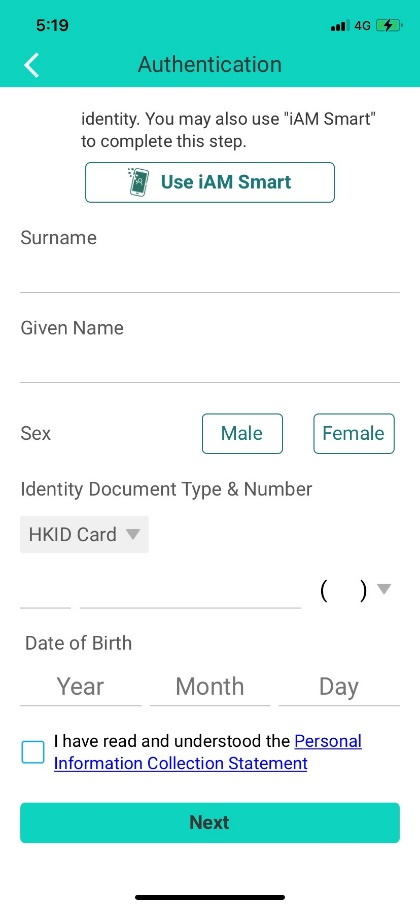 5:19
4G
Authentication
identity. You may also use "iAM Smart"
to complete this step.
Use iAM Smart
Surname
Given Name
Sex
Male
Female
Identity Document Type & Number
HKID Card
( )
Date of Birth
Year
Month
Day
I have read and understood the Personal
Information Collection Statement
Next